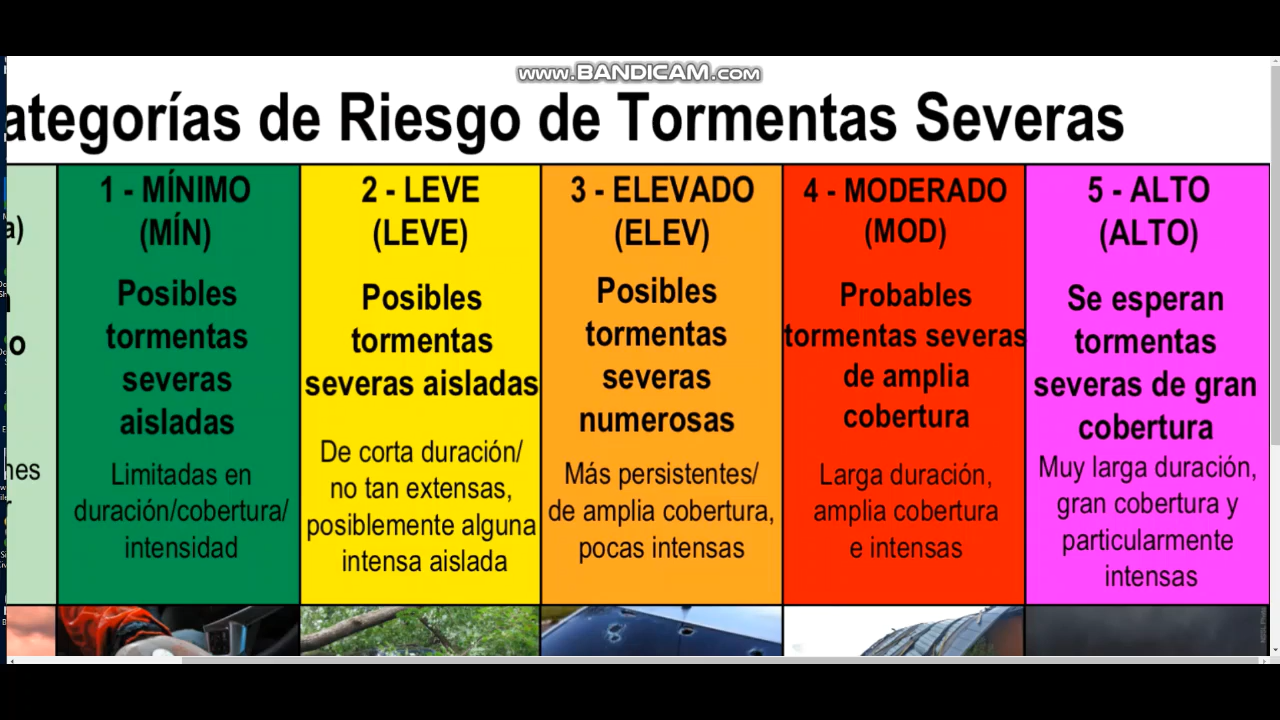 www.BANDICAM.com
ategorías de Riesgo de Tormentas Severas
a)
o
nes
r
1 - MÍNIMO
(MÍN)
Posibles
tormentas
severas
aisladas
Limitadas en
duración/cobertura/
intensidad
2 - LEVE
(LEVE)
Posibles
tormentas
severas aisladas
De corta duración/
no tan extensas,
posiblemente alguna
intensa aislada
3 - ELEVADO
(ELEV)
Posibles
tormentas
severas
numerosas
Más persistentes/
de amplia cobertura,
pocas intensas
4 - MODERADO
(MOD)
Probables
tormentas severas
de amplia
cobertura
Larga duración,
amplia cobertura
e intensas
5 - ALTO
(ALTO)
Se esperan
tormentas
severas de gran
cobertura
Muy larga duración,
gran cobertura y
particularmente
intensas